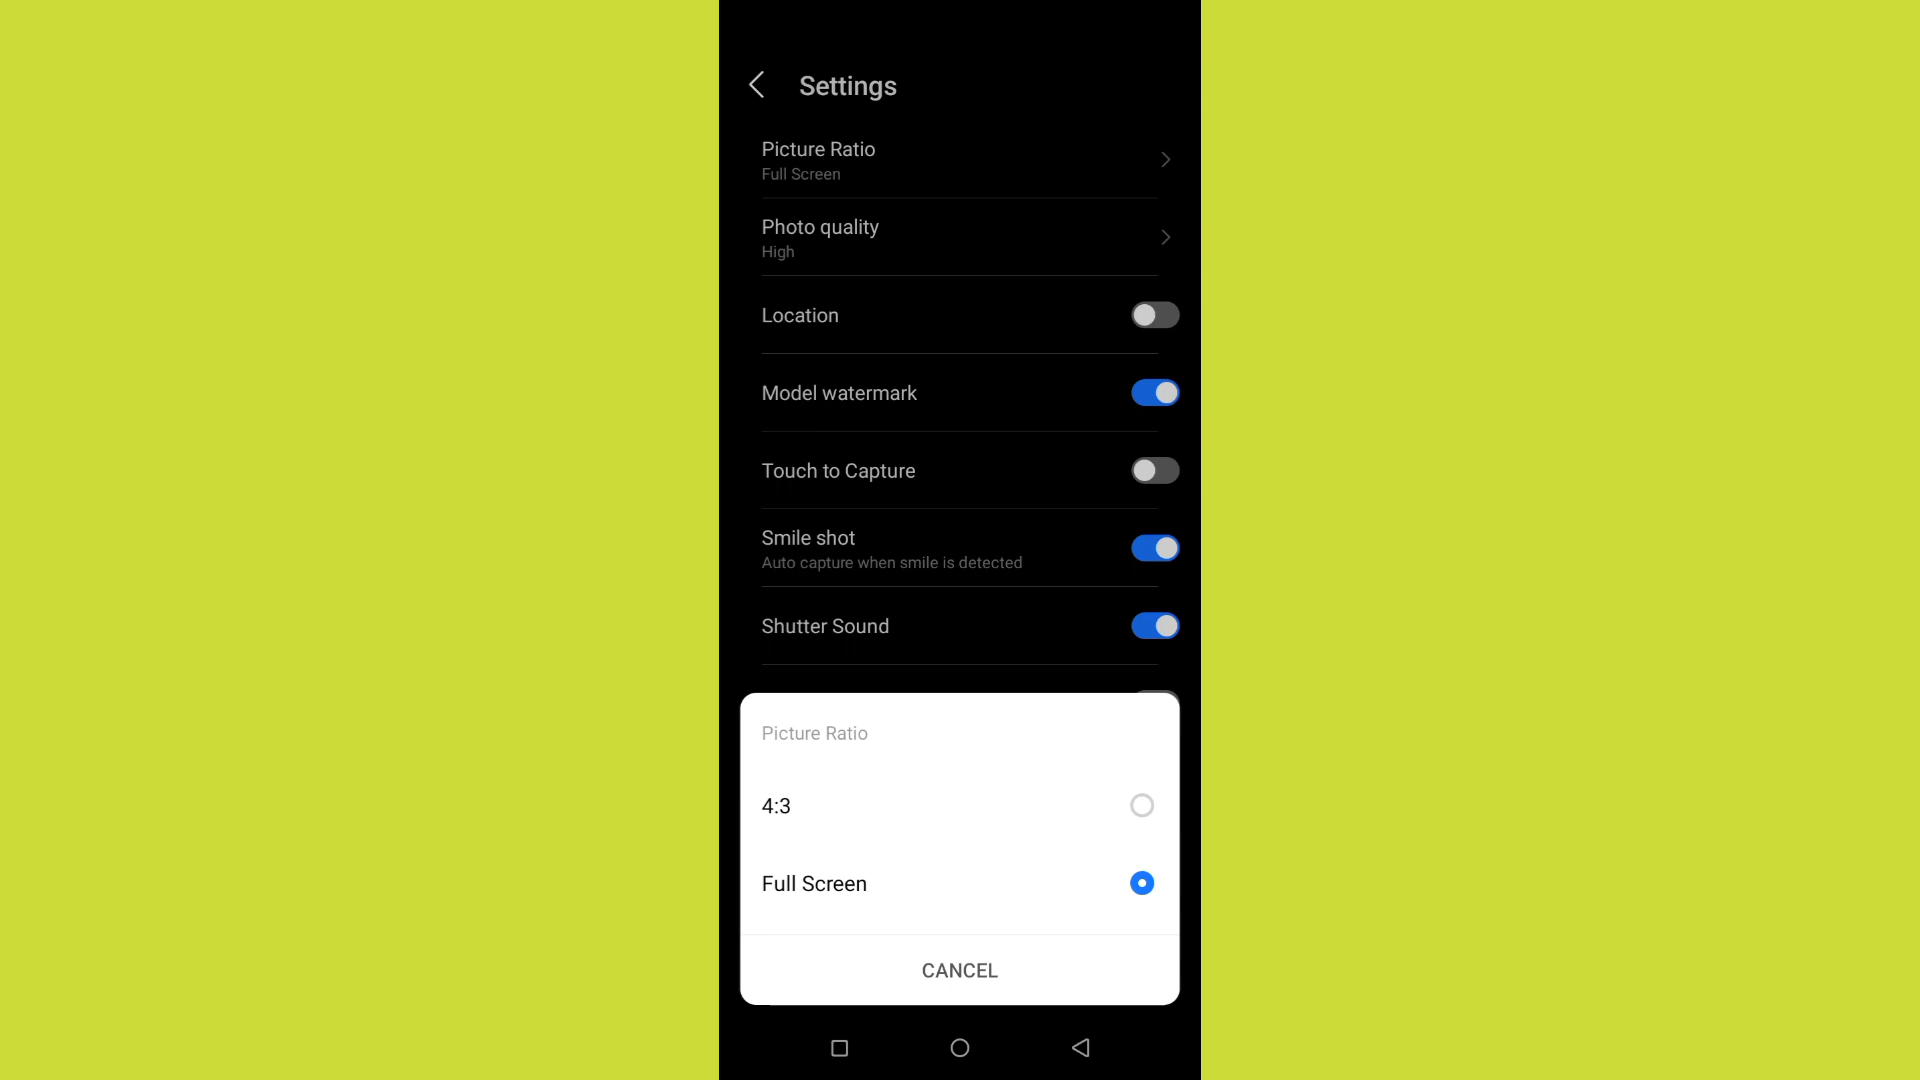 Settings
Picture Ratio
Full Screen
Photo quality
High
Location
Model watermark
Touch to Capture
Smile shot
Auto capture when smile is detected
Shutter Sound
Picture Ratio
4:3
Full Screen
CANCEL